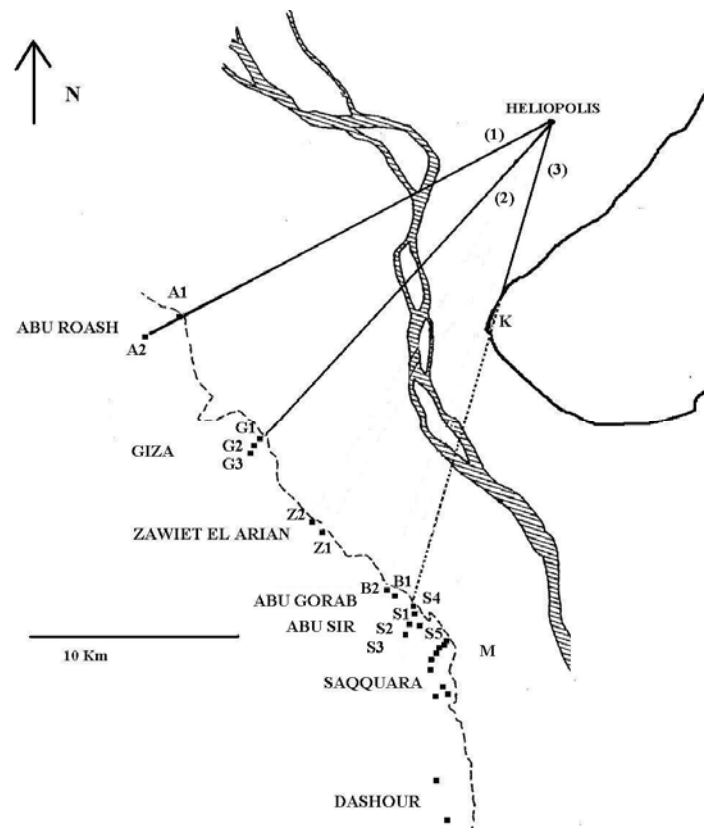 N
HELIOPOLIS
(1)
(2)
(3)
K
A1
ABU ROASH
A2
G1
G2
G3
GIZA
Z2
Z1
ZAWIET EL ARIAN
B2
B1
ABU GORAB
S4
S1
ABU SIR
S2
S5
S3
M
10 Km
SAQQUARA
DASHOUR